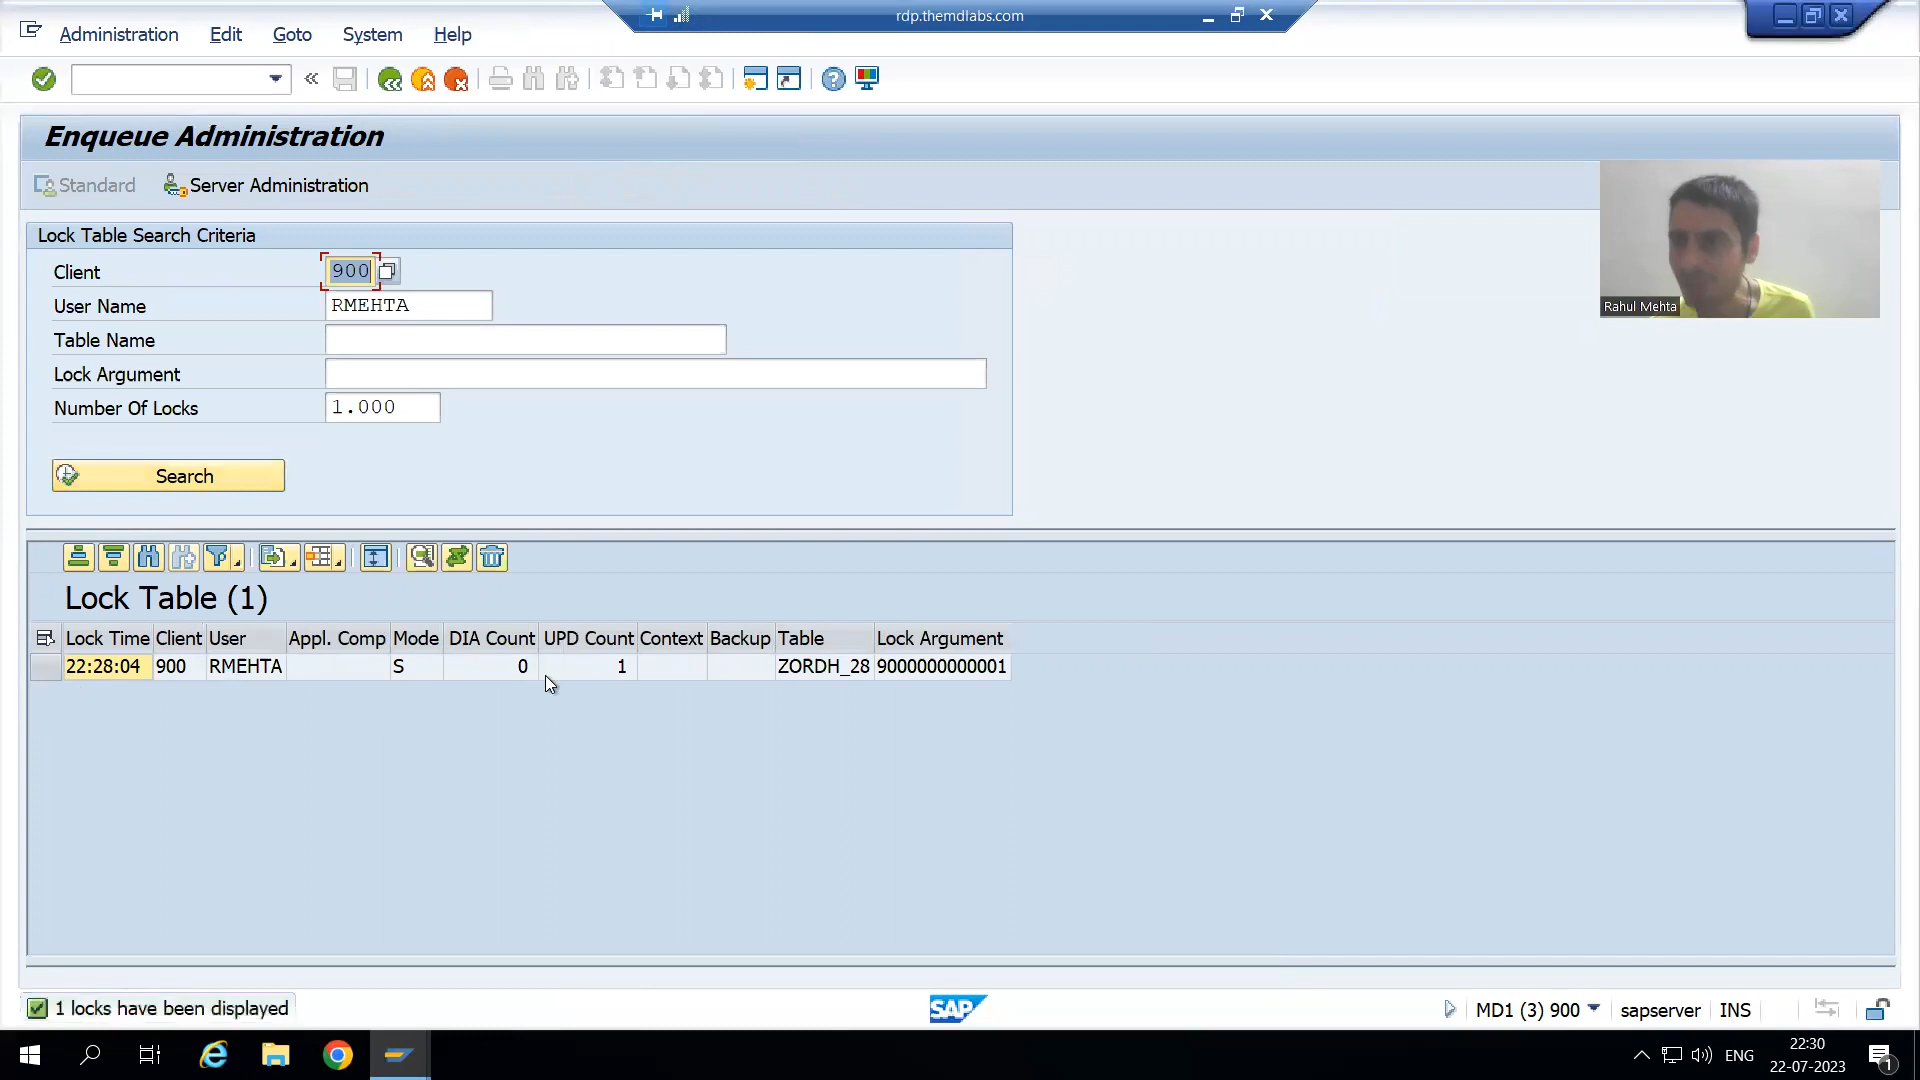 rdp.themdlabs.com
Administration Edit Goto System Help
Enqueue Administration
Standard Server Administration
Lock Table Search Criteria
Client 900
User Name RMEHTA
Table Name
Lock Argument
Number Of Locks 1.000
Search
Rahul Mehta
Lock Table (1)
Lock Time Client User Appl. Comp Mode DIA Count UPD Count Context Backup Table Lock Argument
22:28:04 900 RMEHTA S 0 1 ZORDH_28 9000000000001
1 locks have been displayed
SAP
MD1 (3) 900 sapserver INS
ENG
22:30
22-07-2023
1